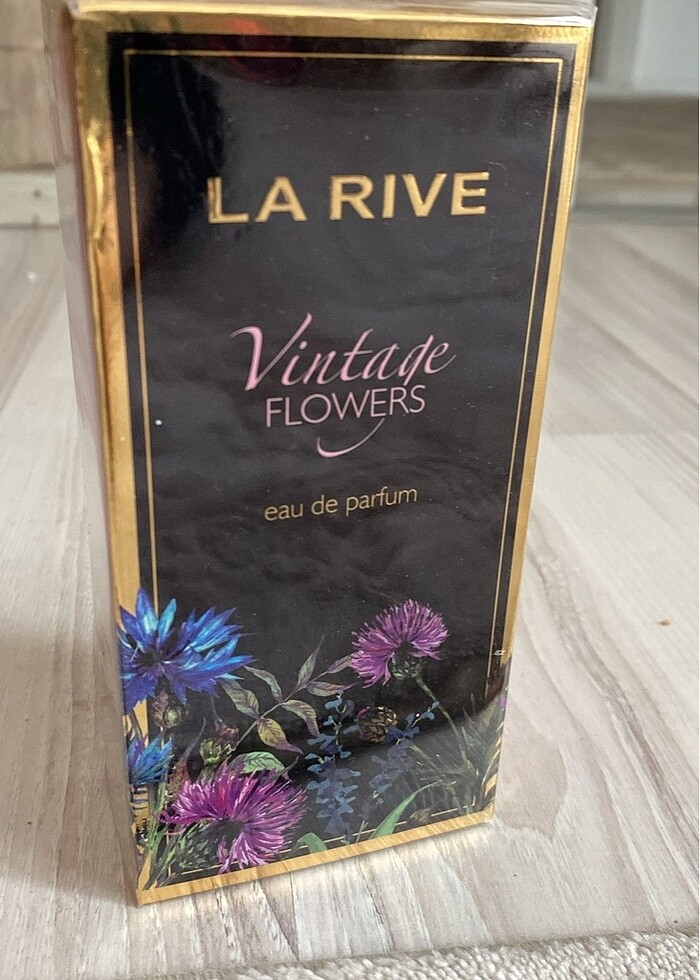 LA RIVE
Vintage
FLOWERS
eau de parfum